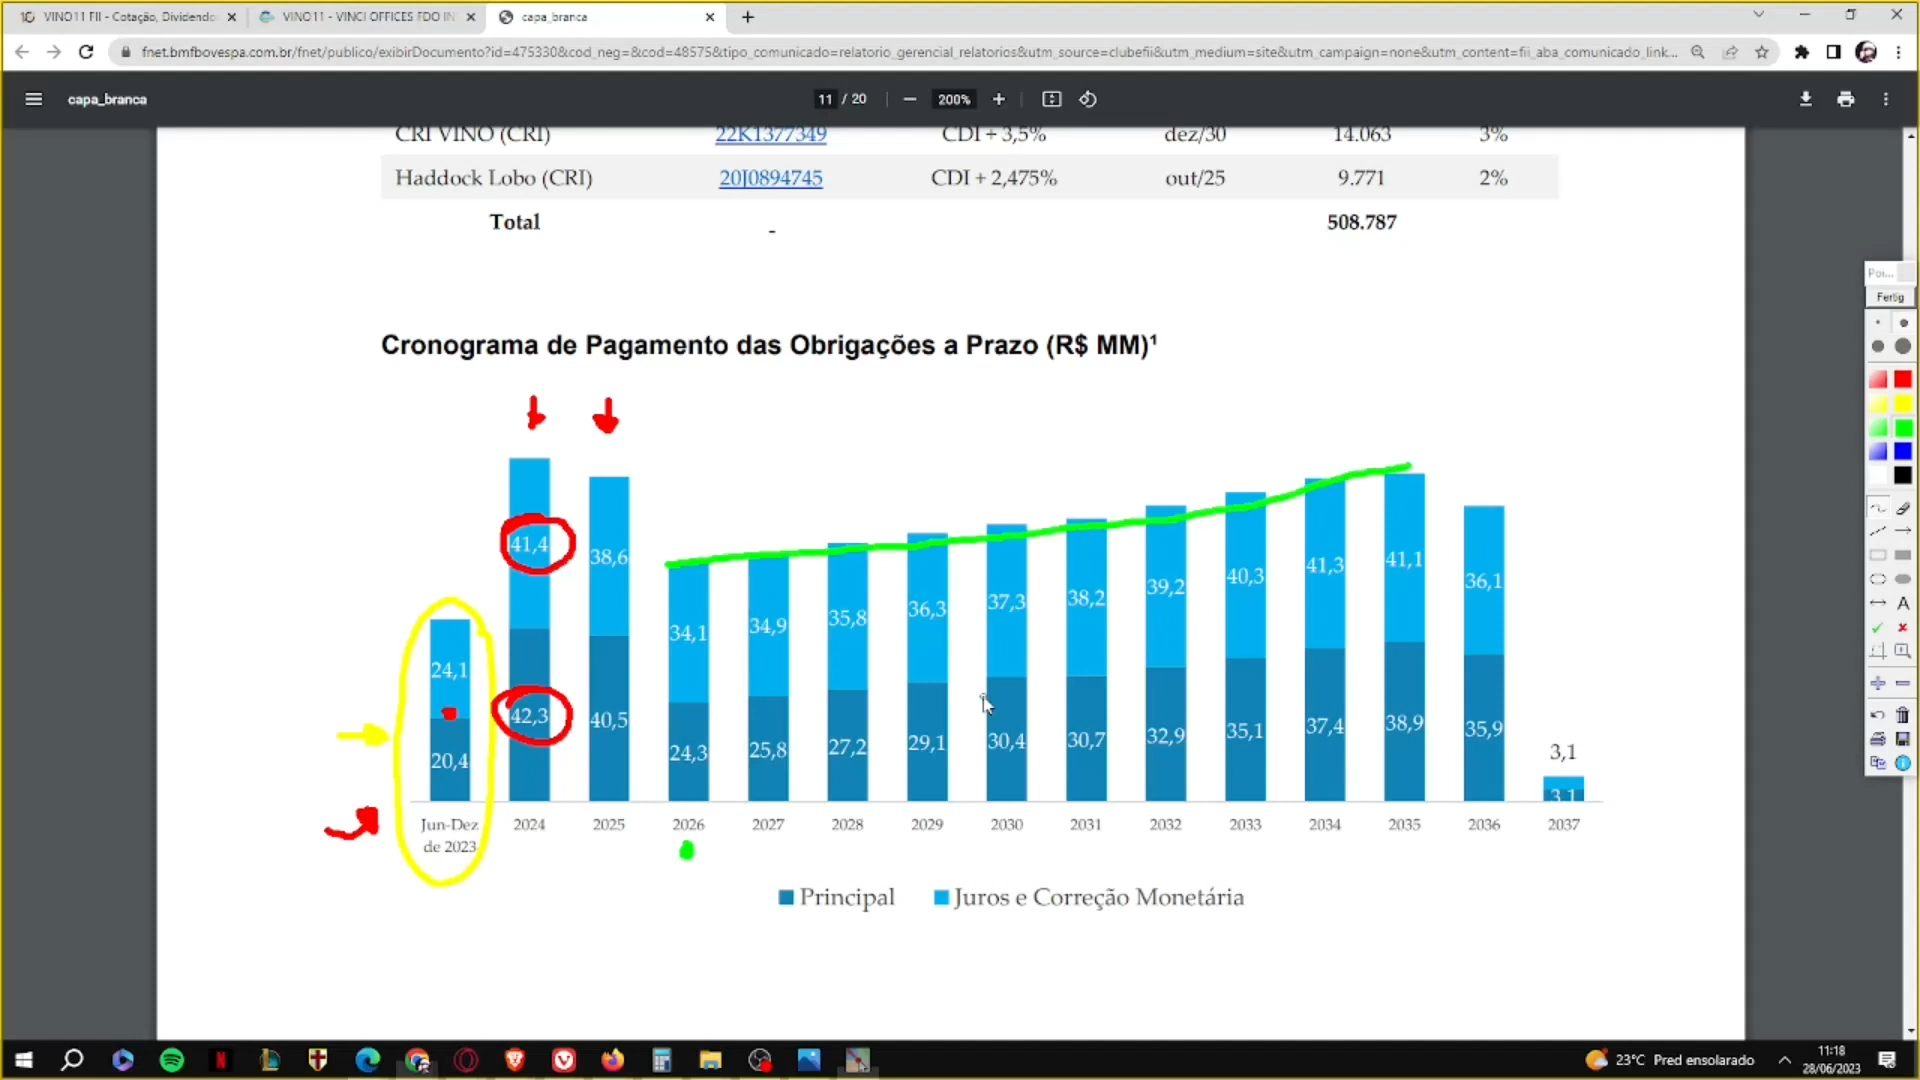 VINO11 FII - Cotação, Dividendo
VINO11 - VINCI OFFICES FDO IN
capa_branca
fnet.bmfbovespa.com.br/fnet/publico/exibirDocumento?id=475330&cod_neg=&cod=48575&tipo_comunicado=relatorio_gerencial_relatorios&utm_source=clubefii&utm_medium=site&utm_campaign=none&utm_content=fii_aba_comunicado_link...
capa_branca
11 / 20
200%
CRI VINO (CRI) 22K1377349 CDI + 3,5% dez/30 14.063 3%
Haddock Lobo (CRI) 20J0894745 CDI + 2,475% out/25 9.771 2%
Total - 508.787
Poi...
Fertig
Cronograma de Pagamento das Obrigações a Prazo (R$ MM)¹
24,1 41,4 38,6 34,1 34,9 35,8 36,3 37,3 38,2 39,2 40,3 41,3 41,1 36,1 3,1
20,4 42,3 40,5 24,3 25,8 27,2 29,1 30,4 30,7 32,9 35,1 37,4 38,9 35,9 3,1
Jun-Dez 2024 2025 2026 2027 2028 2029 2030 2031 2032 2033 2034 2035 2036 2037
de 2023
Principal Juros e Correção Monetária
A
23°C Pred ensolarado
11:18
28/06/2023